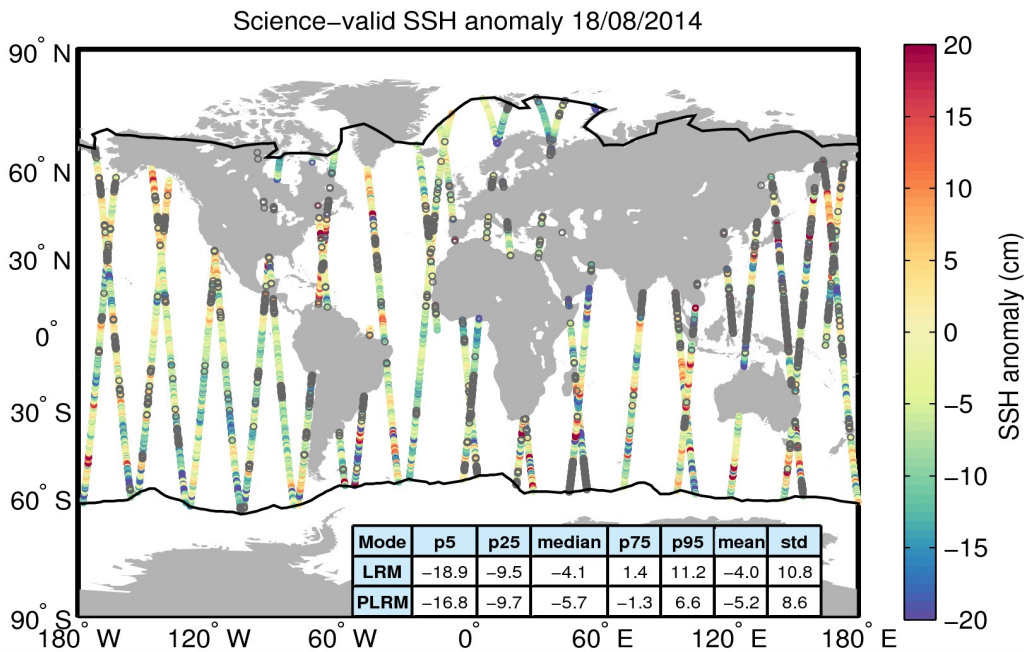 Science−valid SSH anomaly 18/08/2014
90° N
60° N
30° N
0°
30° S
60° S
90° S
180° W 120° W 60° W 0° 60° E 120° E 180° E
Mode p5 p25 median p75 p95 mean std
LRM −18.9 −9.5 −4.1 1.4 11.2 −4.0 10.8
PLRM −16.8 −9.7 −5.7 −1.3 6.6 −5.2 8.6
20
15
10
5
0
−5
−10
−15
−20
SSH anomaly (cm)